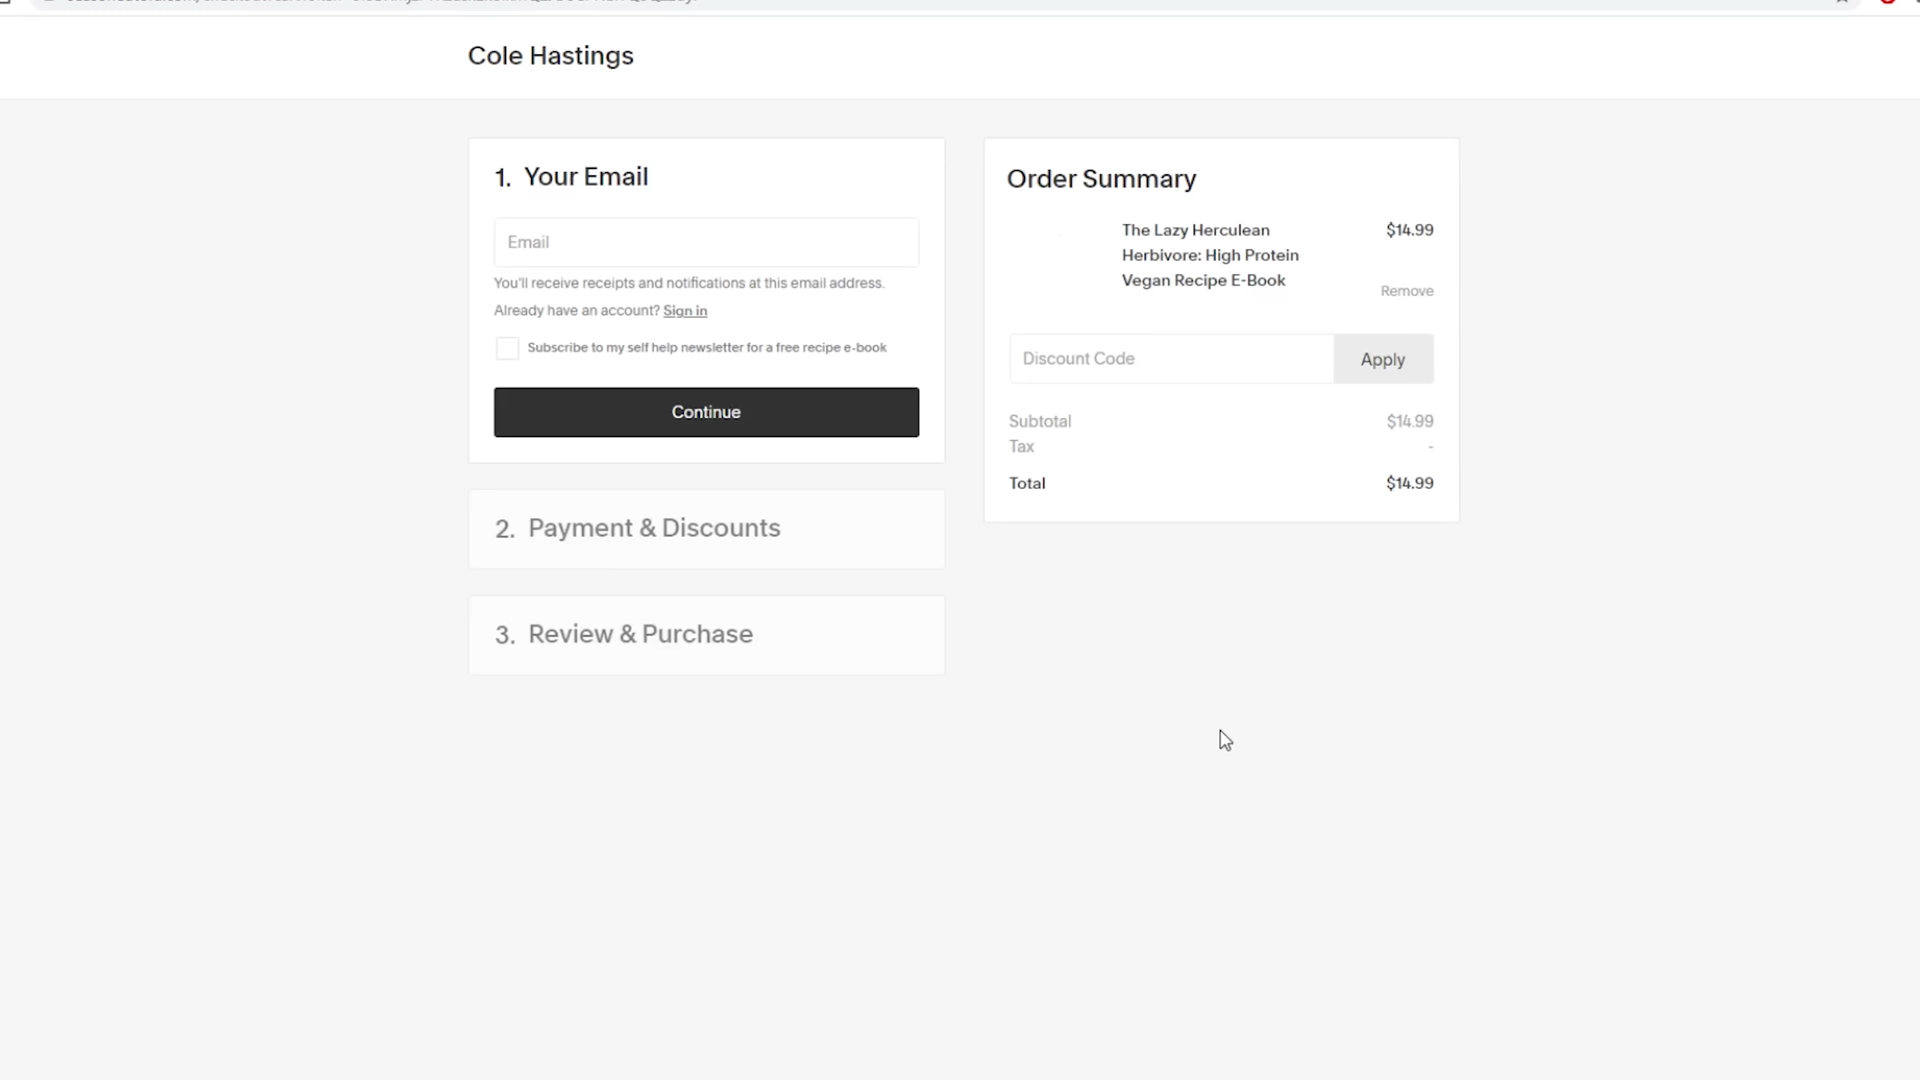 Cole Hastings
1. Your Email
Email
You'll receive receipts and notifications at this email address.
Already have an account? Sign in
Subscribe to my self help newsletter for a free recipe e-book
Continue
2. Payment & Discounts
3. Review & Purchase
Order Summary
The Lazy Herculean $14.99
Herbivore: High Protein
Vegan Recipe E-Book
Remove
Discount Code Apply
Subtotal $14.99
Tax -
Total $14.99